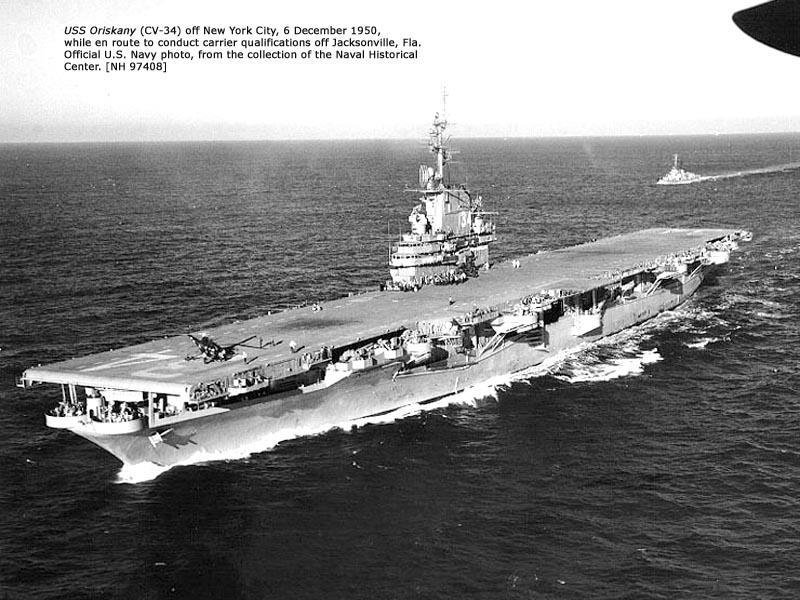 USS Oriskany (CV-34) off New York City, 6 December 1950,
while en route to conduct carrier qualifications off Jacksonville, Fla.
Official U.S. Navy photo, from the collection of the Naval Historical
Center. [NH 97408]
34